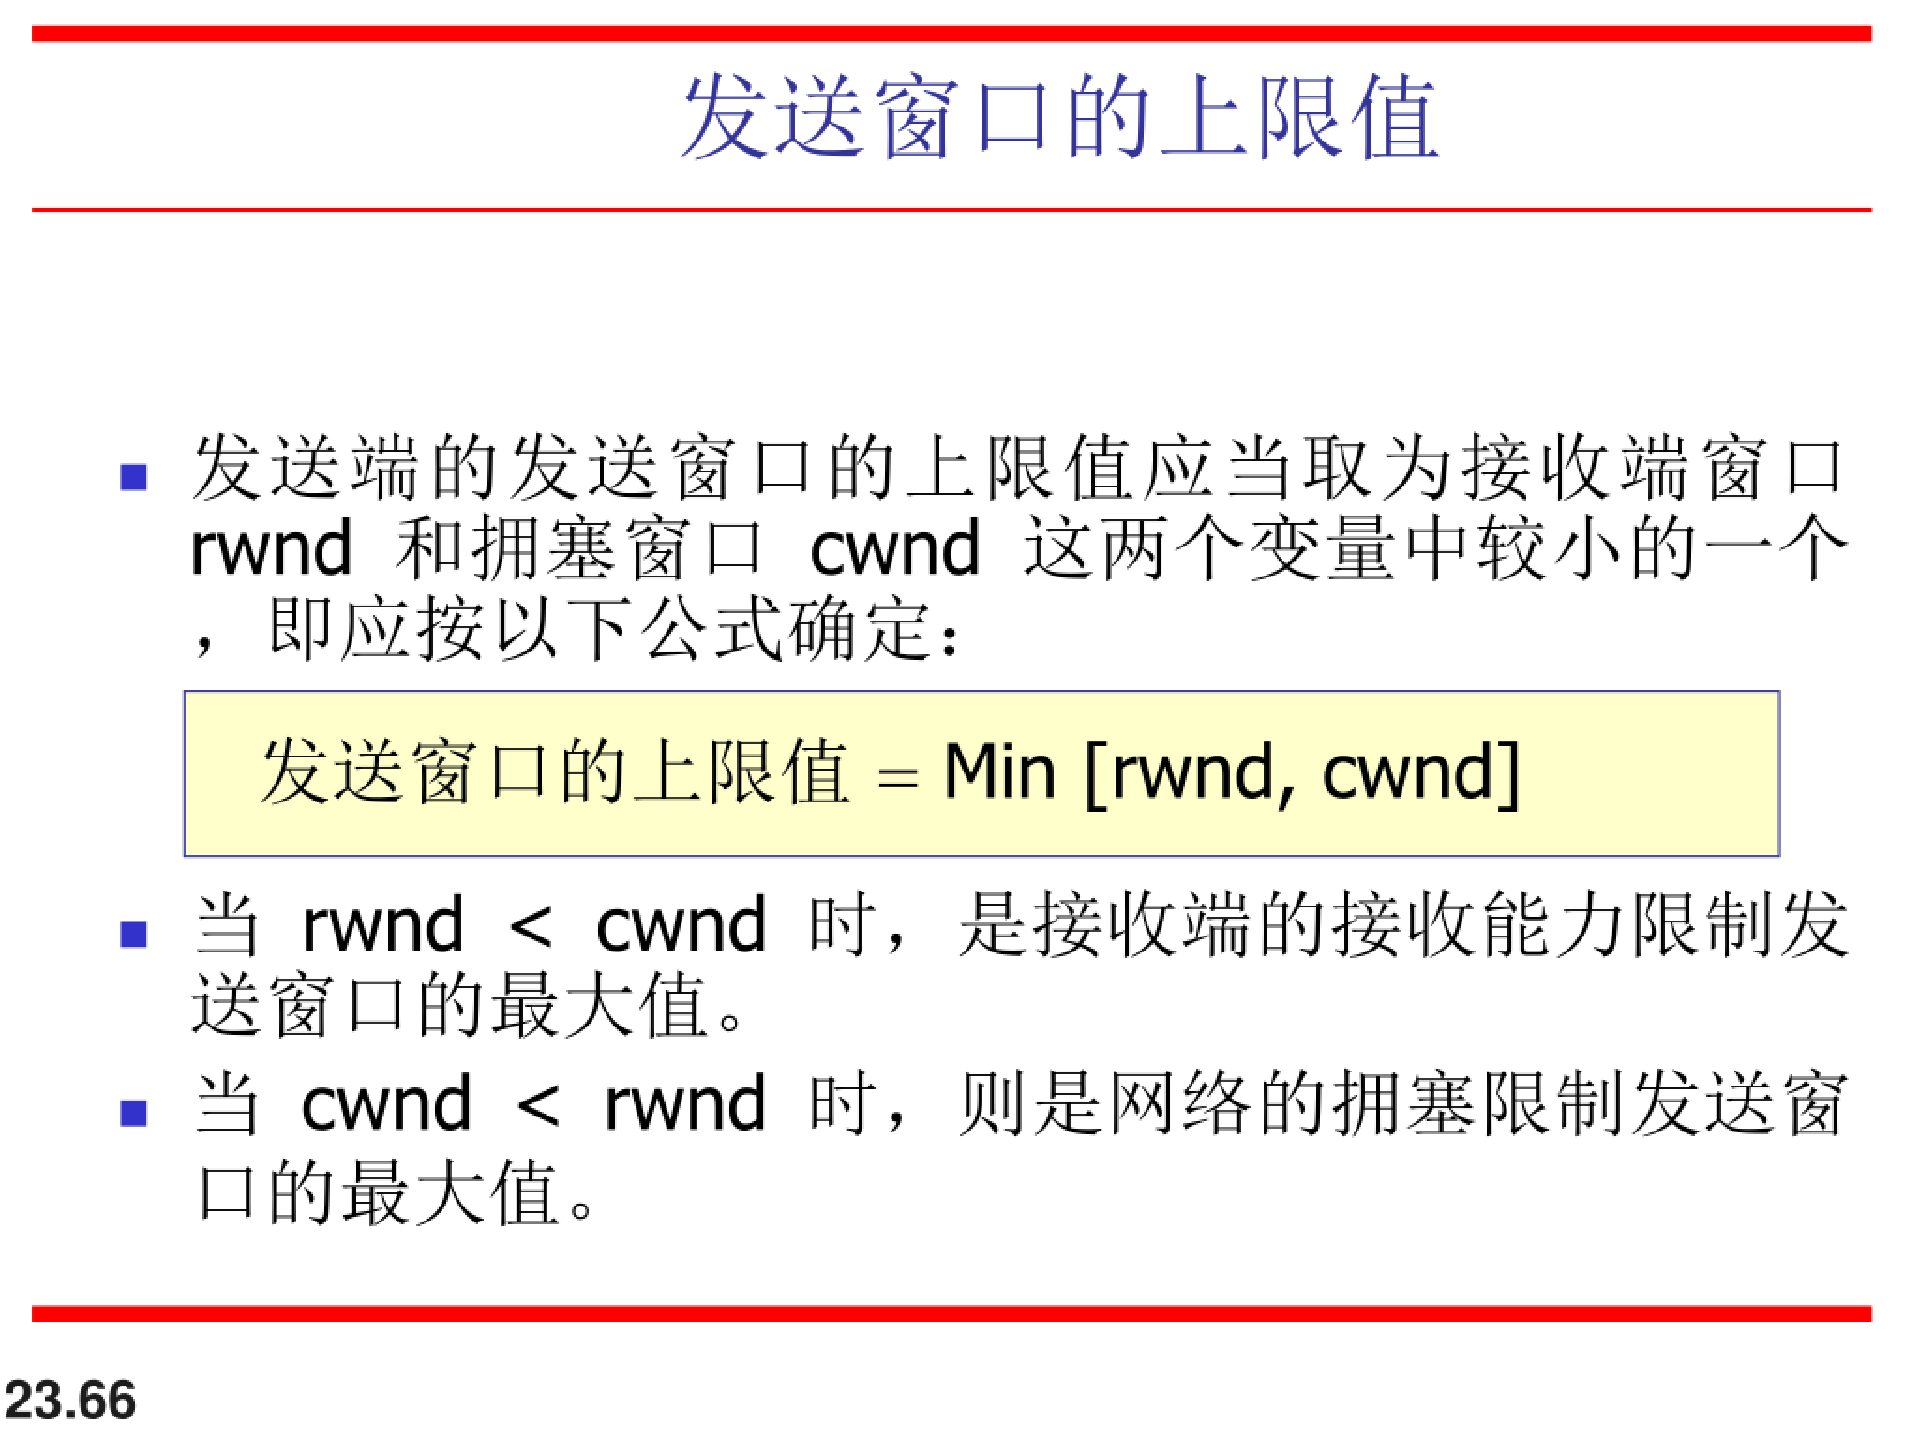 发送窗口的上限值
发送端的发送窗口的上限值应当取为接收端窗口
rwnd 和拥塞窗口 cwnd 这两个变量中较小的一个
，即应按以下公式确定：
发送窗口的上限值 = Min [rwnd, cwnd]
当 rwnd < cwnd 时，是接收端的接收能力限制发
送窗口的最大值。
当 cwnd < rwnd 时，则是网络的拥塞限制发送窗
口的最大值。
23.66